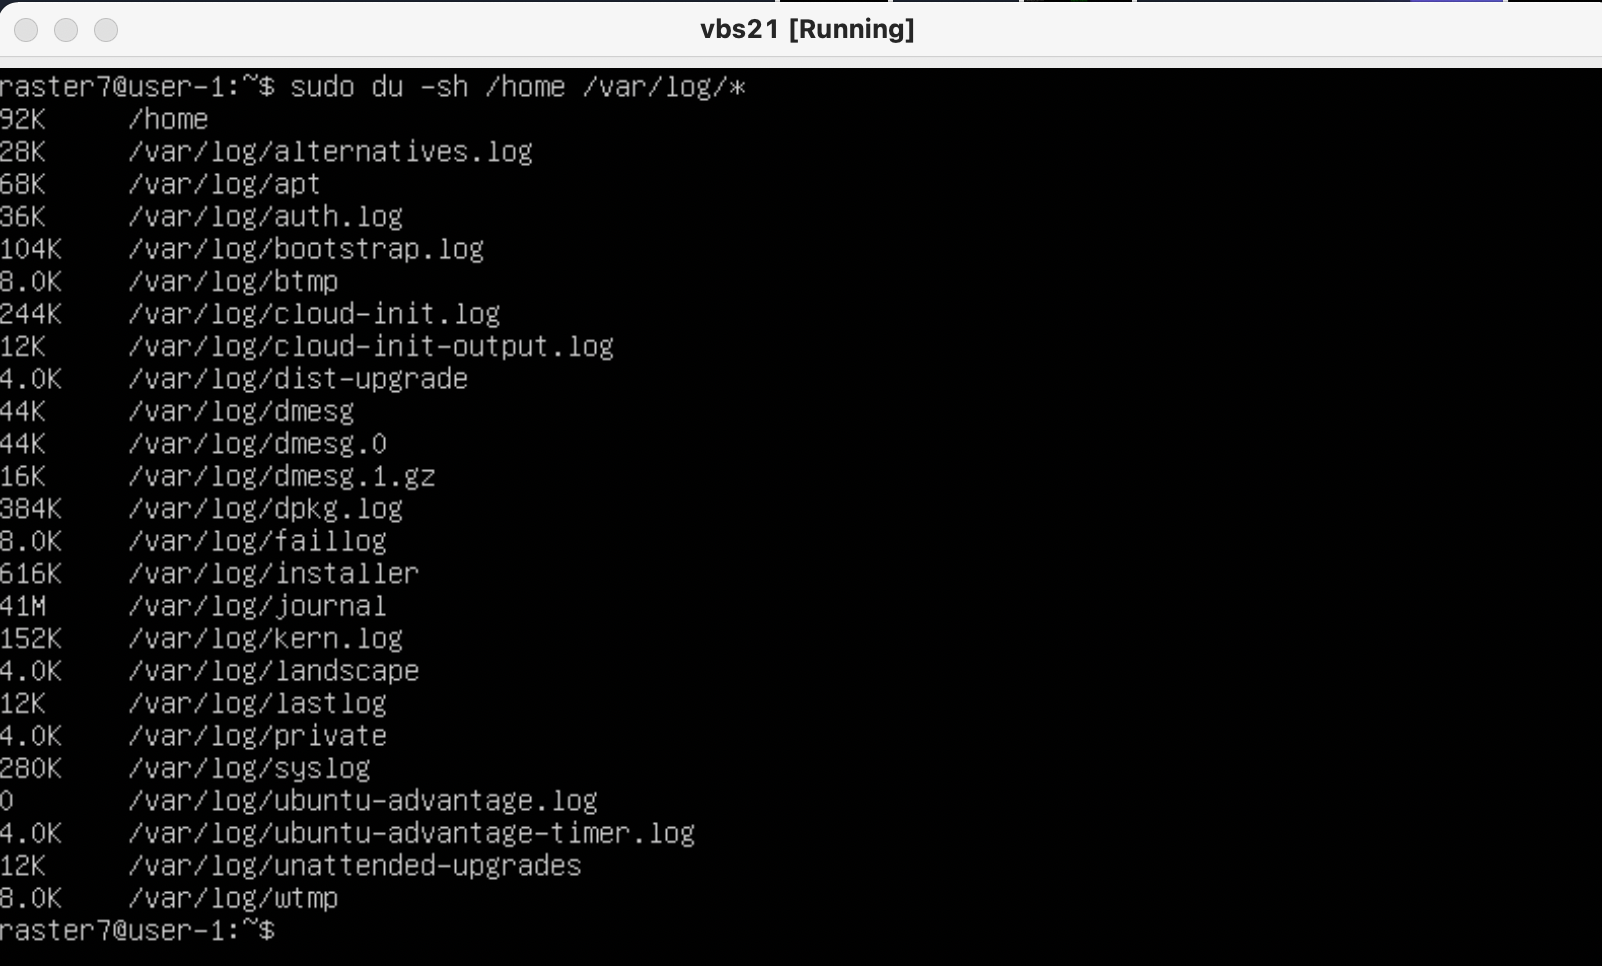 vbs21 [Running]
raster7@user-1:~$ sudo du -sh /home /var/log/*
92K     /home
28K     /var/log/alternatives.log
68K     /var/log/apt
36K     /var/log/auth.log
104K    /var/log/bootstrap.log
8.0K    /var/log/btmp
244K    /var/log/cloud-init.log
12K     /var/log/cloud-init-output.log
4.0K    /var/log/dist-upgrade
44K     /var/log/dmesg
44K     /var/log/dmesg.0
16K     /var/log/dmesg.1.gz
384K    /var/log/dpkg.log
8.0K    /var/log/faillog
616K    /var/log/installer
41M     /var/log/journal
152K    /var/log/kern.log
4.0K    /var/log/landscape
12K     /var/log/lastlog
4.0K    /var/log/private
280K    /var/log/syslog
0       /var/log/ubuntu-advantage.log
4.0K    /var/log/ubuntu-advantage-timer.log
12K     /var/log/unattended-upgrades
8.0K    /var/log/wtmp
raster7@user-1:~$